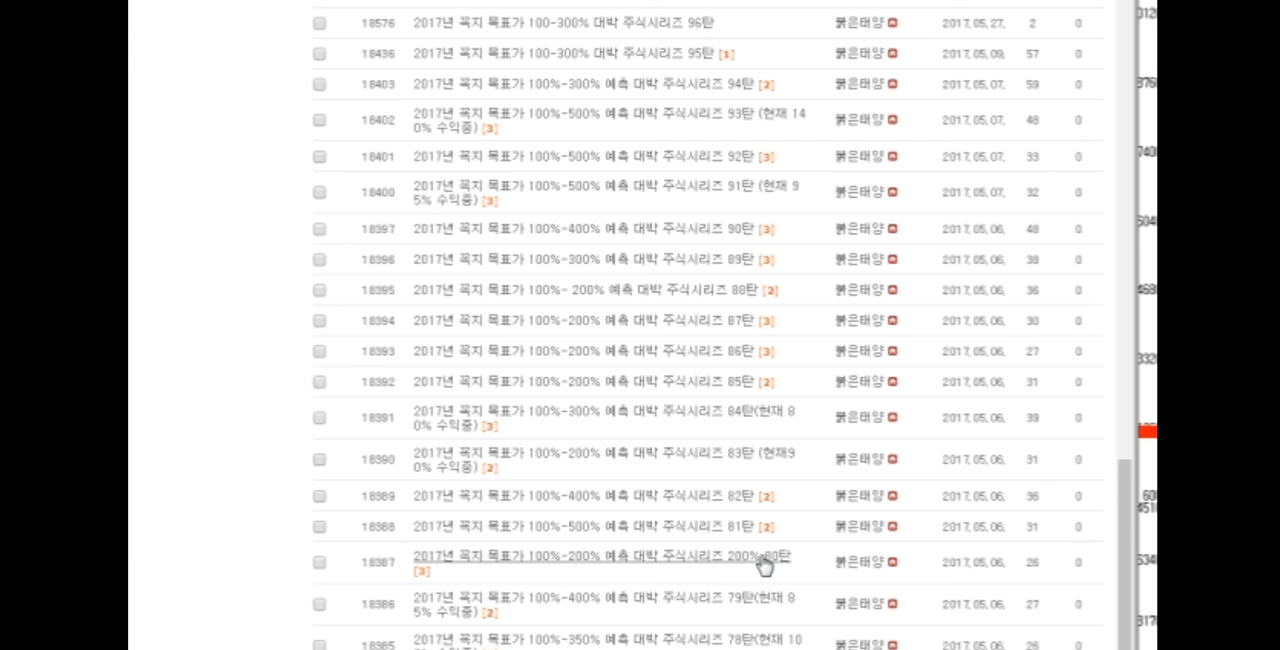 18576 2017년 꼭지 목표가 100-300% 대박 주식시리즈 96탄 붉은태양 2017.05.27. 2 0
18436 2017년 꼭지 목표가 100-300% 대박 주식시리즈 95탄 [1] 붉은태양 2017.05.09. 57 0
18403 2017년 꼭지 목표가 100%-300% 예측 대박 주식시리즈 94탄 [2] 붉은태양 2017.05.07. 59 0
18402 2017년 꼭지 목표가 100%-500% 예측 대박 주식시리즈 93탄 (현재 14
0% 수익중) [3] 붉은태양 2017.05.07. 48 0
18401 2017년 꼭지 목표가 100%-500% 예측 대박 주식시리즈 92탄 [3] 붉은태양 2017.05.07. 33 0
18400 2017년 꼭지 목표가 100%-500% 예측 대박 주식시리즈 91탄 (현재 9
5% 수익중) [3] 붉은태양 2017.05.07. 32 0
18397 2017년 꼭지 목표가 100%-400% 예측 대박 주식시리즈 90탄 [3] 붉은태양 2017.05.06. 48 0
18396 2017년 꼭지 목표가 100%-300% 예측 대박 주식시리즈 89탄 [3] 붉은태양 2017.05.06. 38 0
18395 2017년 꼭지 목표가 100%- 200% 예측 대박 주식시리즈 88탄 [2] 붉은태양 2017.05.06. 36 0
18394 2017년 꼭지 목표가 100%-200% 예측 대박 주식시리즈 87탄 [3] 붉은태양 2017.05.06. 30 0
18393 2017년 꼭지 목표가 100%-200% 예측 대박 주식시리즈 86탄 [3] 붉은태양 2017.05.06. 27 0
18392 2017년 꼭지 목표가 100%-200% 예측 대박 주식시리즈 85탄 [2] 붉은태양 2017.05.06. 31 0
18391 2017년 꼭지 목표가 100%-300% 예측 대박 주식시리즈 84탄(현재 8
0% 수익중) [3] 붉은태양 2017.05.06. 39 0
18390 2017년 꼭지 목표가 100%-200% 예측 대박 주식시리즈 83탄 (현재9
0% 수익중) [2] 붉은태양 2017.05.06. 31 0
18389 2017년 꼭지 목표가 100%-400% 예측 대박 주식시리즈 82탄 [2] 붉은태양 2017.05.06. 36 0
18388 2017년 꼭지 목표가 100%-500% 예측 대박 주식시리즈 81탄 [2] 붉은태양 2017.05.06. 31 0
18387 2017년 꼭지 목표가 100%-200% 예측 대박 주식시리즈 200% 80탄
[3] 붉은태양 2017.05.06. 26 0
18386 2017년 꼭지 목표가 100%-400% 예측 대박 주식시리즈 79탄(현재 8
5% 수익중) [2] 붉은태양 2017.05.06. 27 0
18385 2017년 꼭지 목표가 100%-350% 예측 대박 주식시리즈 78탄(현재 10
붉은태양 2017.05.06. 26 0